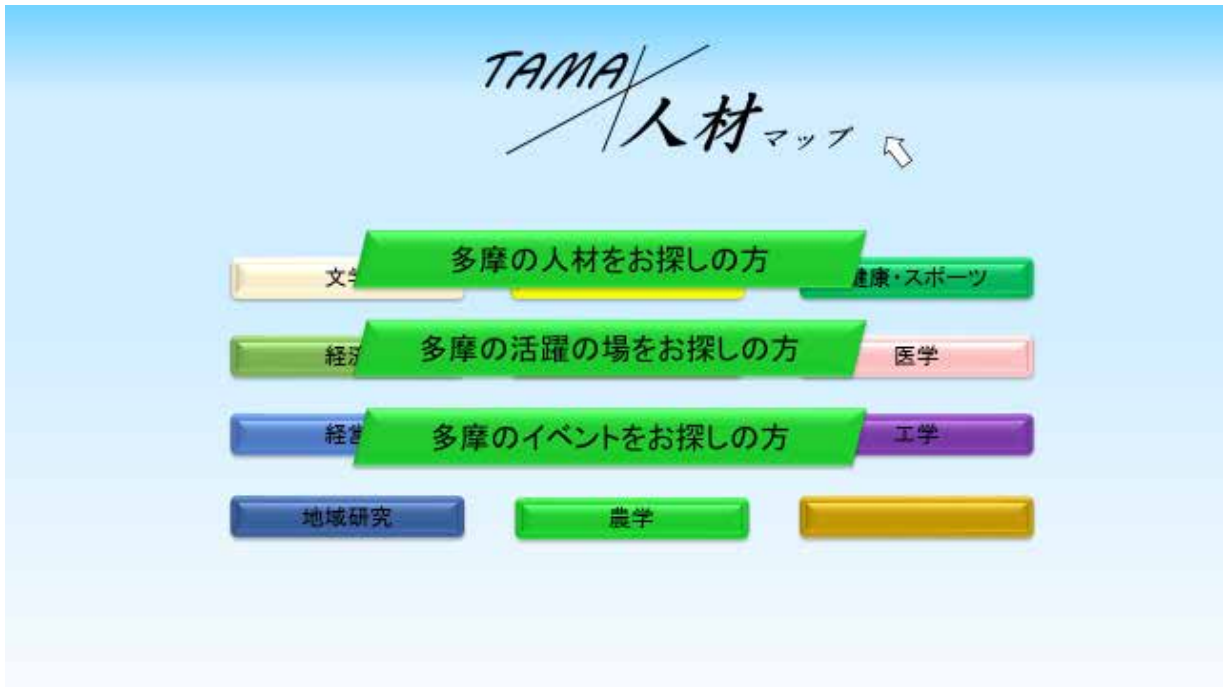 TAMA
人材マップ
多摩の人材をお探しの方
文
健康・スポーツ
多摩の活躍の場をお探しの方
経
医学
多摩のイベントをお探しの方
経
工学
地域研究
農学